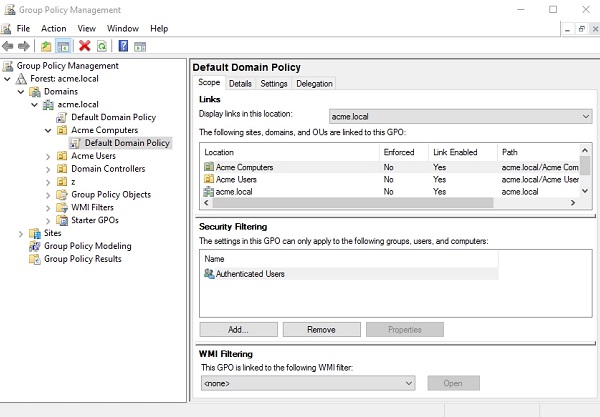 Group Policy Management
File Action View Window Help
Group Policy Management
Forest: acme.local
Domains
acme.local
Default Domain Policy
Acme Computers
Default Domain Policy
Acme Users
Domain Controllers
z
Group Policy Objects
WMI Filters
Starter GPOs
Sites
Group Policy Modeling
Group Policy Results
Default Domain Policy
Scope Details Settings Delegation
Links
Display links in this location: acme.local
The following sites, domains, and OUs are linked to this GPO:
Location Enforced Link Enabled Path
Acme Computers No Yes acme.local/Acme Com
Acme Users No Yes acme.local/Acme User
acme.local No Yes acme.local
Security Filtering
The settings in this GPO can only apply to the following groups, users, and computers:
Name
Authenticated Users
Add... Remove Properties
WMI Filtering
This GPO is linked to the following WMI filter:
<none> Open